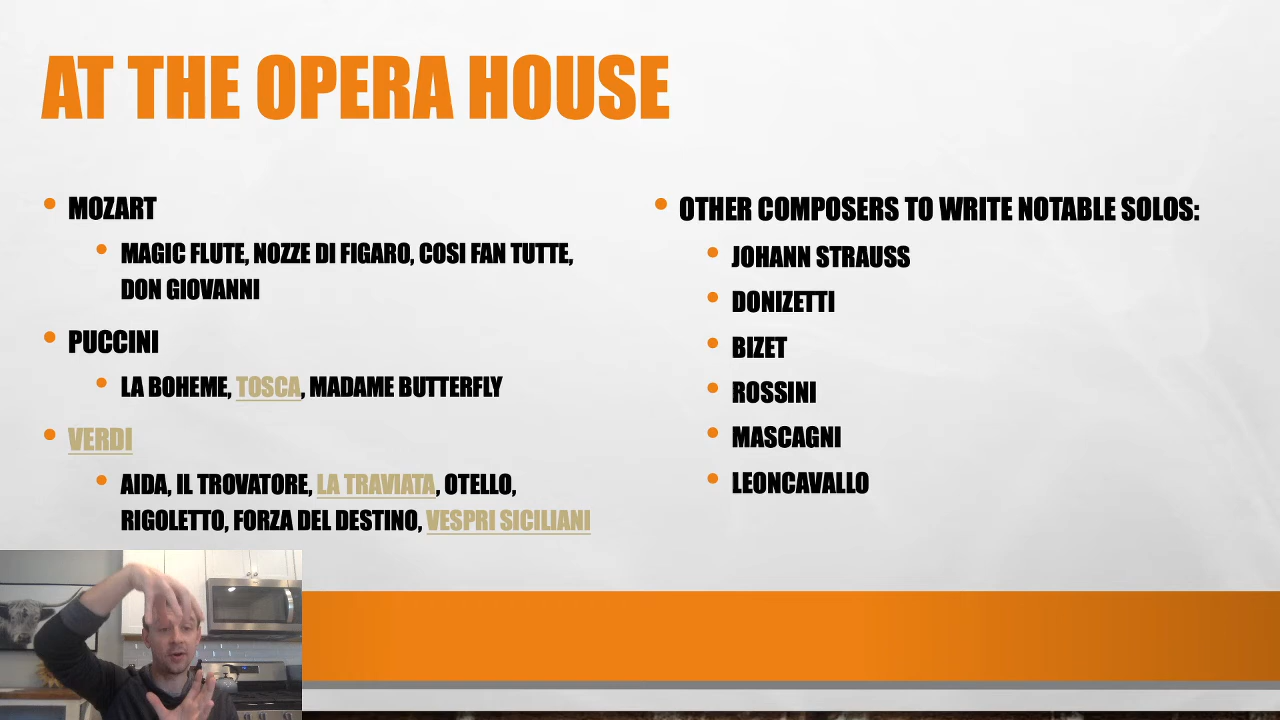 AT THE OPERA HOUSE
MOZART
MAGIC FLUTE, NOZZE DI FIGARO, COSI FAN TUTTE,
DON GIOVANNI
PUCCINI
LA BOHEME, TOSCA, MADAME BUTTERFLY
VERDI
AIDA, IL TROVATORE, LA TRAVIATA, OTELLO,
RIGOLETTO, FORZA DEL DESTINO, VESPRI SICILIANI
OTHER COMPOSERS TO WRITE NOTABLE SOLOS:
JOHANN STRAUSS
DONIZETTI
BIZET
ROSSINI
MASCAGNI
LEONCAVALLO